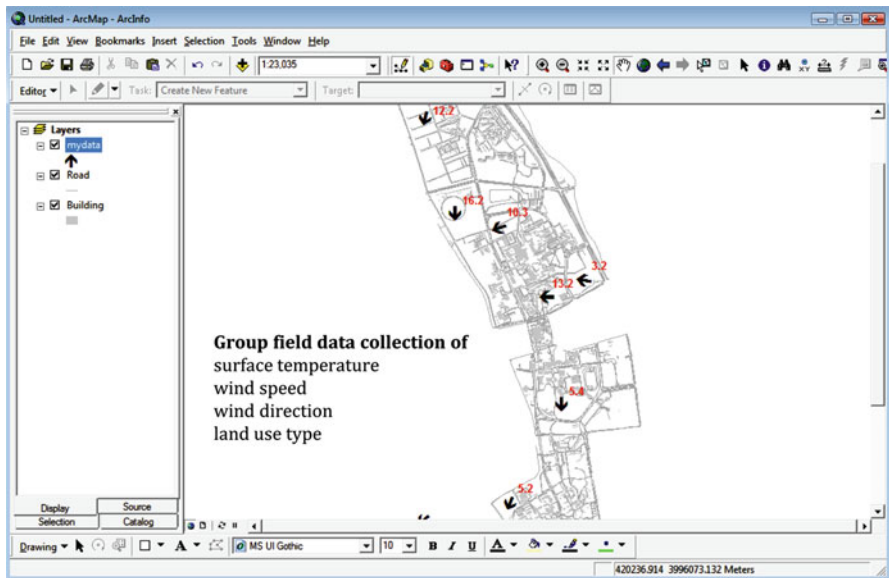 Untitled - ArcMap - ArcInfo
File Edit View Bookmarks Insert Selection Tools Window Help
1:23,035
Editor Task: Create New Feature Target:
Layers
mydata
Road
Building
12.2
16.2
10.3
3.2
13.2
Group field data collection of
surface temperature
wind speed
wind direction
land use type
5.4
5.2
Display Source
Selection Catalog
Drawing A MS UI Gothic 10 B I U A
420236.914 3996073.132 Meters